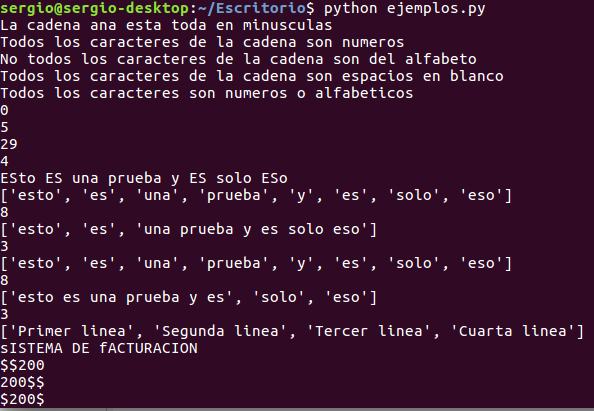 sergio@sergio-desktop:~/Escritorio$ python ejemplos.py
La cadena ana esta toda en minusculas
Todos los caracteres de la cadena son numeros
No todos los caracteres de la cadena son del alfabeto
Todos los caracteres de la cadena son espacios en blanco
Todos los caracteres son numeros o alfabeticos
0
5
29
4
ESto ES una prueba y ES solo ESo
['esto', 'es', 'una', 'prueba', 'y', 'es', 'solo', 'eso']
8
['esto', 'es', 'una prueba y es solo eso']
3
['esto', 'es', 'una', 'prueba', 'y', 'es', 'solo', 'eso']
8
['esto es una prueba y es', 'solo', 'eso']
3
['Primer linea', 'Segunda linea', 'Tercer linea', 'Cuarta linea']
sISTEMA DE fACTURACION
$$200
200$$
$200$